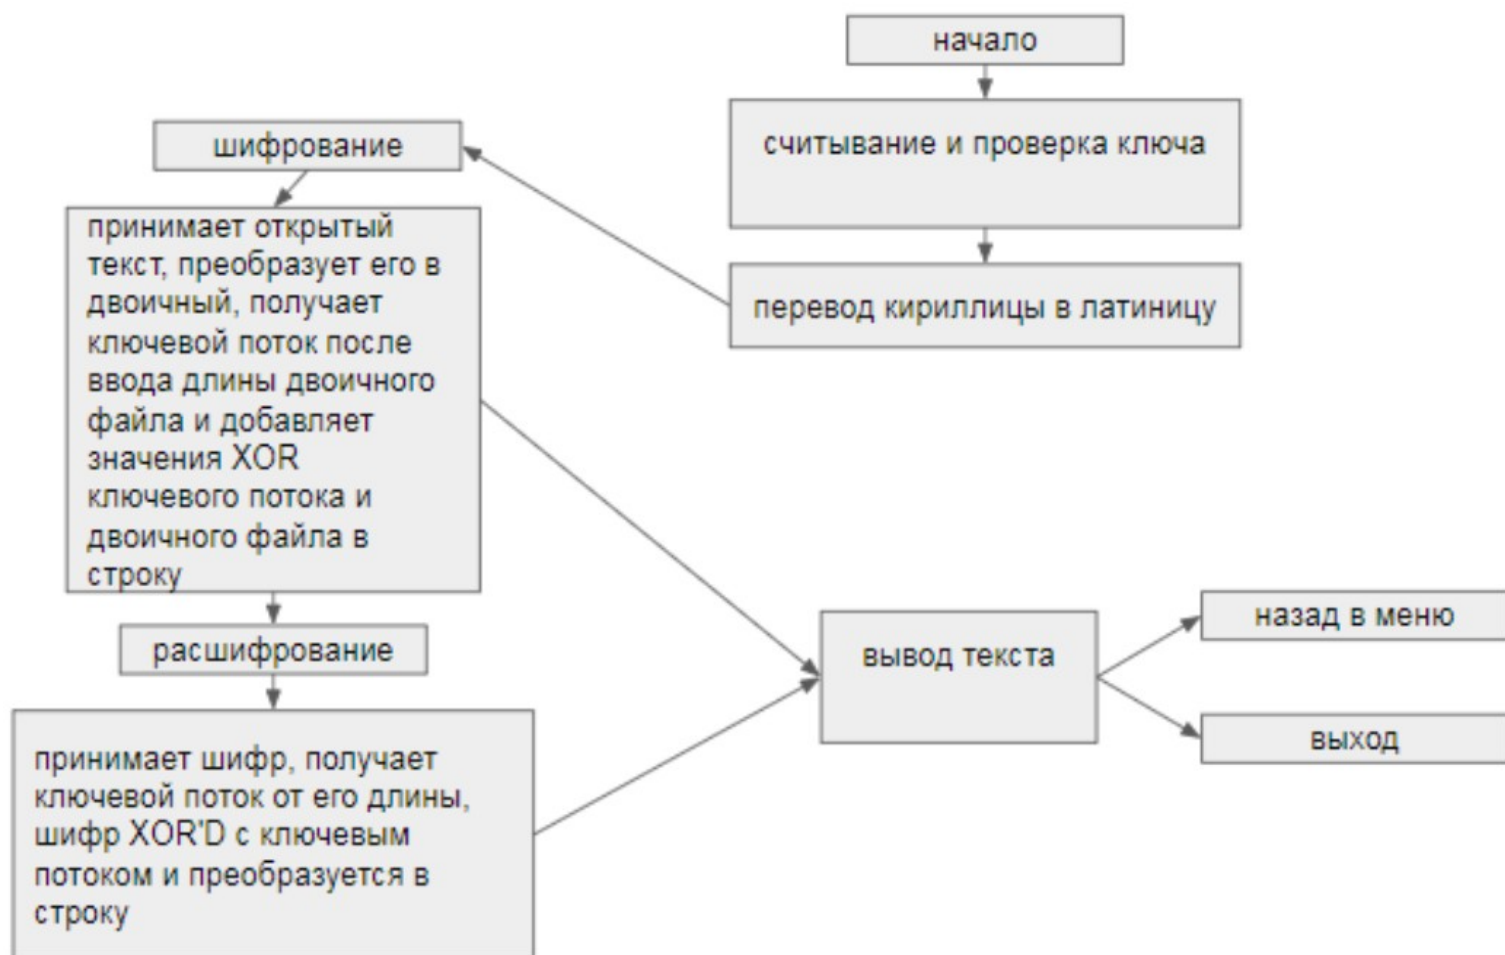 начало
считывание и проверка ключа
перевод кириллицы в латиницу
шифрование
принимает открытый
текст, преобразует его в
двоичный, получает
ключевой поток после
ввода длины двоичного
файла и добавляет
значения XOR
ключевого потока и
двоичного файла в
строку
расшифрование
принимает шифр, получает
ключевой поток от его длины,
шифр XOR'D с ключевым
потоком и преобразуется в
строку
вывод текста
назад в меню
выход